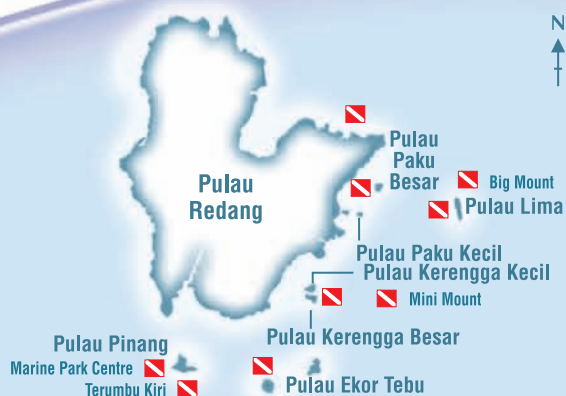 N
Pulau
Paku
Besar
Big Mount
Pulau
Redang
Pulau Lima
Pulau Paku Kecil
Pulau Kerengga Kecil
Mini Mount
Pulau Kerengga Besar
Pulau Pinang
Marine Park Centre
Pulau Ekor Tebu
Terumbu Kiri